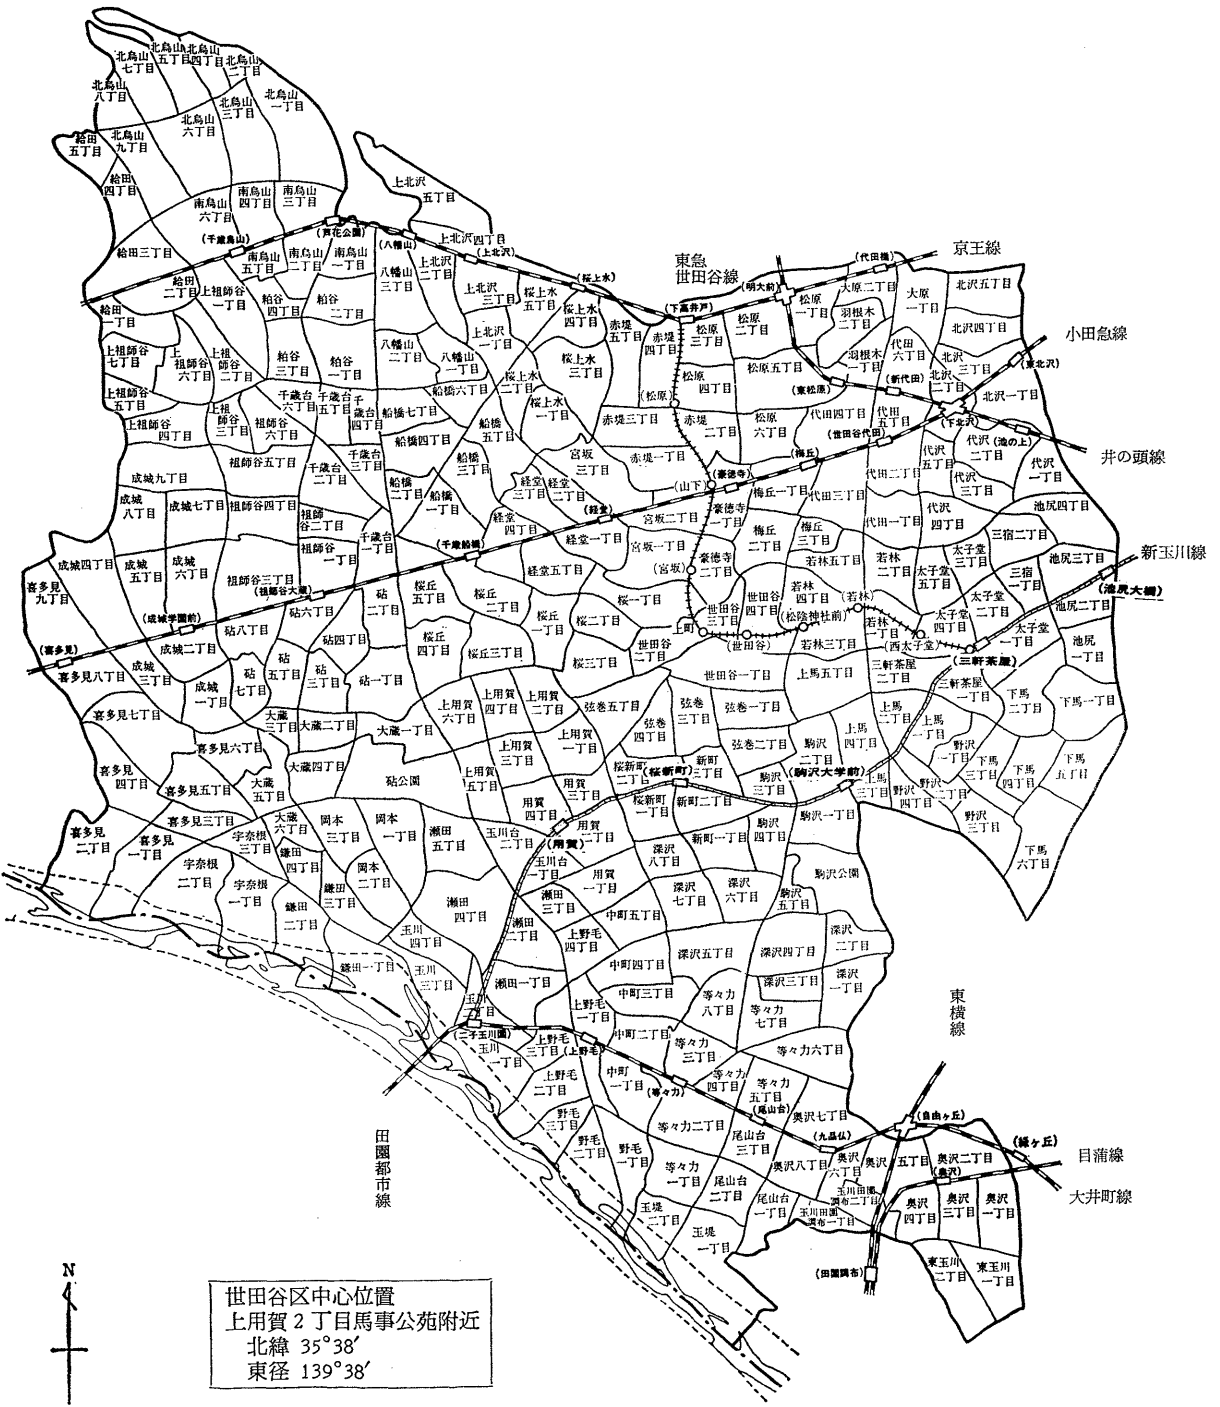 北烏山
七丁目
北烏山
五丁目
北烏山
四丁目
北烏山
二丁目
北烏山
八丁目
北烏山
一丁目
北烏山
三丁目
北烏山
六丁目
北烏山
九丁目
給田
五丁目
給田
四丁目
南烏山
六丁目
南烏山
四丁目
南烏山
三丁目
上北沢
五丁目
(千歳烏山)
(芦花公園)
(八幡山)
上北沢四丁目
(上北沢)
給田三丁目
南烏山
五丁目
南烏山
二丁目
南烏山
一丁目
八幡山
三丁目
上北沢
二丁目
上北沢
三丁目
(桜上水)
桜上水
五丁目
桜上水
四丁目
東急
世田谷線
(明大前)
(代田橋)
京王線
給田
二丁目
上祖師谷
一丁目
粕谷
四丁目
粕谷
二丁目
給田
一丁目
上北沢
一丁目
赤堤
五丁目
赤堤
四丁目
(下高井戸)
松原
三丁目
松原
二丁目
松原
一丁目
大原二丁目
大原
一丁目
北沢五丁目
羽根木
二丁目
北沢四丁目
小田急線
上祖師谷
七丁目
上
祖師谷
六丁目
上祖
師谷
二丁目
粕谷
三丁目
粕谷
一丁目
八幡山
二丁目
八幡山
一丁目
桜上水
三丁目
桜上水
二丁目
桜上水
一丁目
松原
四丁目
松原五丁目
羽根木
一丁目
代田
六丁目
北沢
三丁目
(東北沢)
北沢
二丁目
北沢一丁目
(東松原)
(新代田)
(下北沢)
上祖師谷
五丁目
上祖師谷
四丁目
上祖
師谷
三丁目
祖師谷
六丁目
千歳台
六丁目
千歳台
五丁目
千
歳台
四丁目
船橋六丁目
船橋七丁目
船橋
五丁目
船橋四丁目
(松原)
赤堤三丁目
赤堤
二丁目
松原
六丁目
代田四丁目
代田
五丁目
(世田谷代田)
(池の上)
井の頭線
成城九丁目
祖師谷五丁目
千歳台
二丁目
千歳台
三丁目
船橋
三丁目
宮坂
三丁目
赤堤一丁目
(山下)
(豪徳寺)
(梅丘)
代田二丁目
代沢
五丁目
代沢
二丁目
代沢
三丁目
代沢
一丁目
成城
八丁目
成城七丁目
祖師谷四丁目
祖師
谷二丁目
船橋
二丁目
船橋
一丁目
経堂
三丁目
経堂
二丁目
経堂
四丁目
(経堂)
宮坂二丁目
豪徳寺
一丁目
梅丘一丁目
代田三丁目
代田一丁目
代沢
四丁目
池尻四丁目
三宿二丁目
成城四丁目
成城
五丁目
成城
六丁目
祖師谷
一丁目
千歳台
一丁目
(千歳船橋)
経堂一丁目
宮坂一丁目
梅丘
二丁目
梅丘
三丁目
若林五丁目
若林
二丁目
太子堂
三丁目
太子堂
五丁目
三宿
一丁目
池尻三丁目
新玉川線
(池尻大橋)
喜多見
九丁目
祖師谷三丁目
(祖師谷大蔵)
砧六丁目
砧
二丁目
桜丘
五丁目
桜丘
二丁目
経堂五丁目
(宮坂)
豪徳寺
二丁目
世田谷
三丁目
世田谷
四丁目
若林
四丁目
(若林)
(松陰神社前)
太子堂
二丁目
池尻二丁目
(成城学園前)
砧八丁目
砧四丁目
桜丘
四丁目
桜丘
一丁目
桜一丁目
桜二丁目
上町
(世田谷)
若林三丁目
若林
一丁目
(西太子堂)
太子堂
四丁目
太子堂
一丁目
(三軒茶屋)
池尻
一丁目
(喜多見)
喜多見八丁目
成城二丁目
成城
三丁目
成城
一丁目
砧
七丁目
砧
五丁目
砧
三丁目
砧一丁目
桜丘三丁目
桜三丁目
世田谷
二丁目
世田谷一丁目
上馬五丁目
三軒茶屋
二丁目
三軒茶屋
一丁目
下馬
二丁目
下馬一丁目
喜多見七丁目
大蔵
三丁目
大蔵二丁目
大蔵一丁目
上用賀
六丁目
上用賀
四丁目
上用賀
二丁目
弦巻五丁目
弦巻
四丁目
弦巻
三丁目
弦巻一丁目
弦巻二丁目
駒沢
二丁目
上馬
四丁目
上馬
二丁目
上馬
一丁目
野沢
一丁目
下馬
三丁目
下馬
四丁目
下馬
五丁目
喜多見六丁目
大蔵四丁目
上用賀
三丁目
上用賀
一丁目
喜多見
四丁目
喜多見五丁目
大蔵
五丁目
砧公園
上用賀
五丁目
桜新町
二丁目
(桜新町)
新町
三丁目
駒沢
三丁目
(駒沢大学前)
上馬
三丁目
野沢
四丁目
野沢
二丁目
野沢
三丁目
用賀
四丁目
用賀
三丁目
桜新町
一丁目
新町二丁目
駒沢一丁目
下馬
六丁目
喜多見
二丁目
喜多見三丁目
喜多見
一丁目
宇奈根
三丁目
大蔵
六丁目
岡本
三丁目
岡本
一丁目
瀬田
五丁目
玉川台
二丁目
(用賀)
用賀
二丁目
新町一丁目
駒沢
四丁目
宇奈根
二丁目
宇奈根
一丁目
鎌田
四丁目
鎌田
三丁目
岡本
二丁目
玉川台
一丁目
用賀
一丁目
深沢
八丁目
深沢
七丁目
深沢
六丁目
駒沢
五丁目
駒沢公園
鎌田
二丁目
瀬田
四丁目
瀬田
三丁目
瀬田
二丁目
上野毛
四丁目
中町五丁目
深沢五丁目
深沢四丁目
深沢
二丁目
玉川
四丁目
鎌田一丁目
玉川
三丁目
瀬田一丁目
中町四丁目
中町三丁目
深沢三丁目
深沢
一丁目
玉川
二丁目
(二子玉川園)
玉川
一丁目
上野毛
一丁目
上野毛
三丁目
(上野毛)
中町二丁目
等々力
八丁目
等々力
七丁目
等々力
三丁目
等々力六丁目
東横線
上野毛
二丁目
中町
一丁目
(等々力)
等々力
四丁目
等々力
五丁目
(尾山台)
奥沢七丁目
(九品仏)
(自由ヶ丘)
(緑ヶ丘)
目蒲線
大井町線
田園都市線
野毛
三丁目
野毛
二丁目
野毛
一丁目
等々力二丁目
等々力
一丁目
尾山台
三丁目
尾山台
二丁目
尾山台
一丁目
奥沢八丁目
奥沢
六丁目
奥沢
五丁目
奥沢二丁目
(奥沢)
玉川田園
調布二丁目
玉川田園
調布一丁目
奥沢
四丁目
奥沢
三丁目
奥沢
一丁目
玉堤
二丁目
玉堤
一丁目
(田園調布)
東玉川
二丁目
東玉川
一丁目
N
世田谷区中心位置
上用賀2丁目馬事公苑附近
北緯 35°38′
東径 139°38′